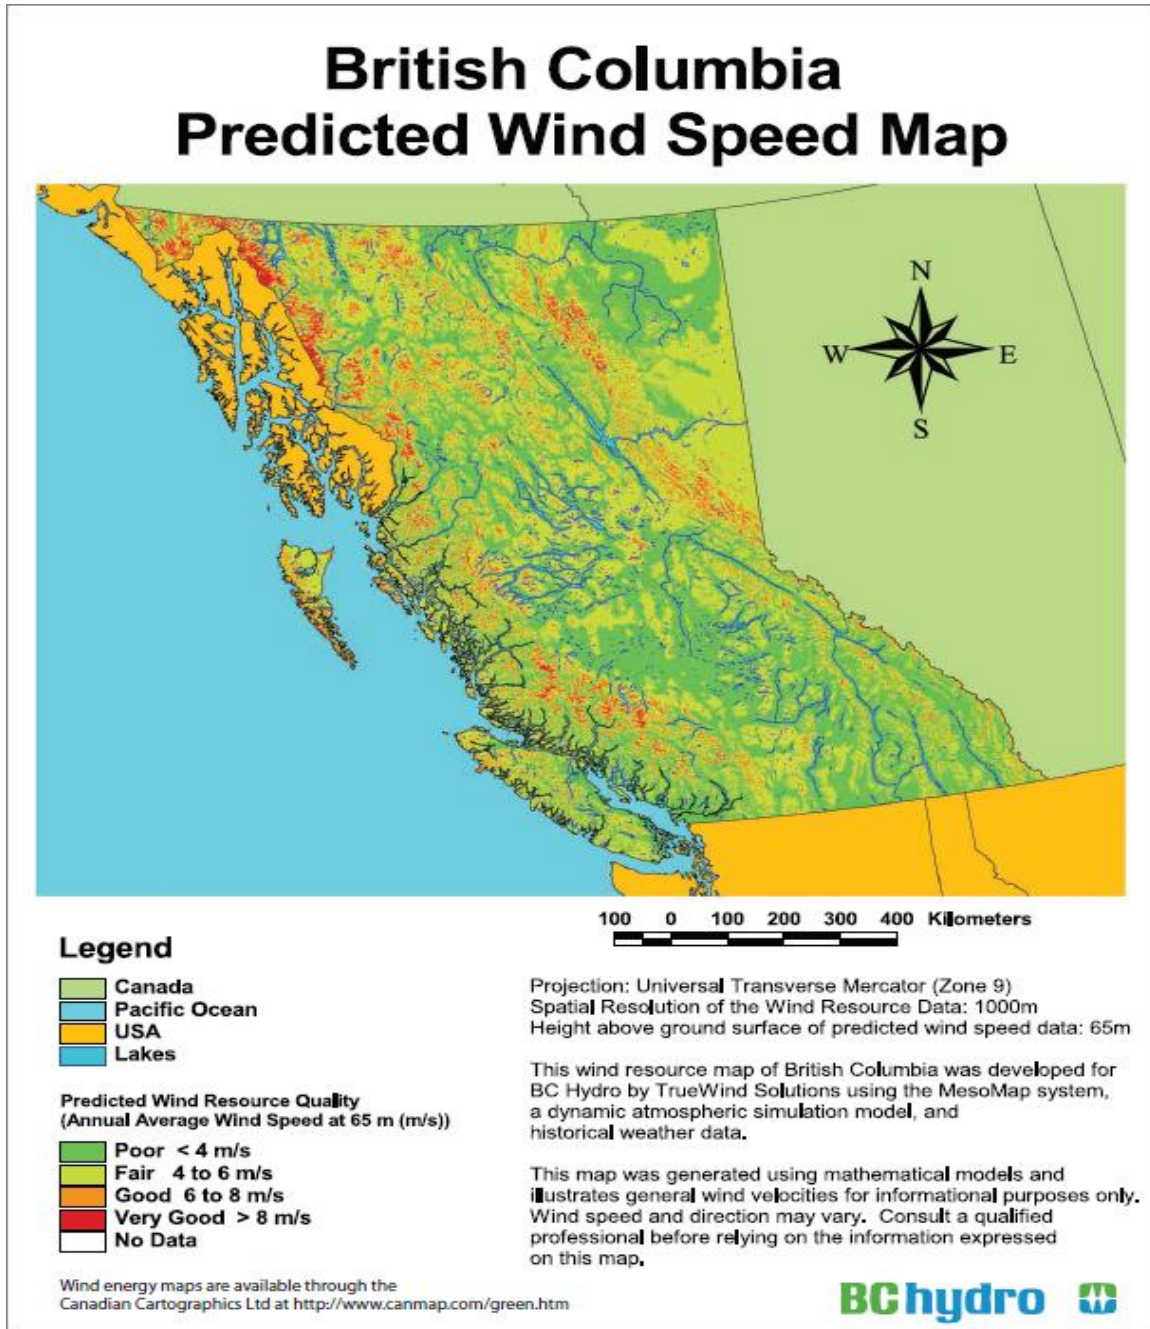 British Columbia
Predicted Wind Speed Map
N
W
E
S
100 0 100 200 300 400 Kilometers
Legend
Canada
Pacific Ocean
USA
Lakes
Predicted Wind Resource Quality
(Annual Average Wind Speed at 65 m (m/s))
Poor < 4 m/s
Fair 4 to 6 m/s
Good 6 to 8 m/s
Very Good > 8 m/s
No Data
Wind energy maps are available through the
Canadian Cartographics Ltd at http://www.canmap.com/green.htm
Projection: Universal Transverse Mercator (Zone 9)
Spatial Resolution of the Wind Resource Data: 1000m
Height above ground surface of predicted wind speed data: 65m
This wind resource map of British Columbia was developed for
BC Hydro by TrueWind Solutions using the MesoMap system,
a dynamic atmospheric simulation model, and
historical weather data.
This map was generated using mathematical models and
illustrates general wind velocities for informational purposes only.
Wind speed and direction may vary. Consult a qualified
professional before relying on the information expressed
on this map.
BC hydro